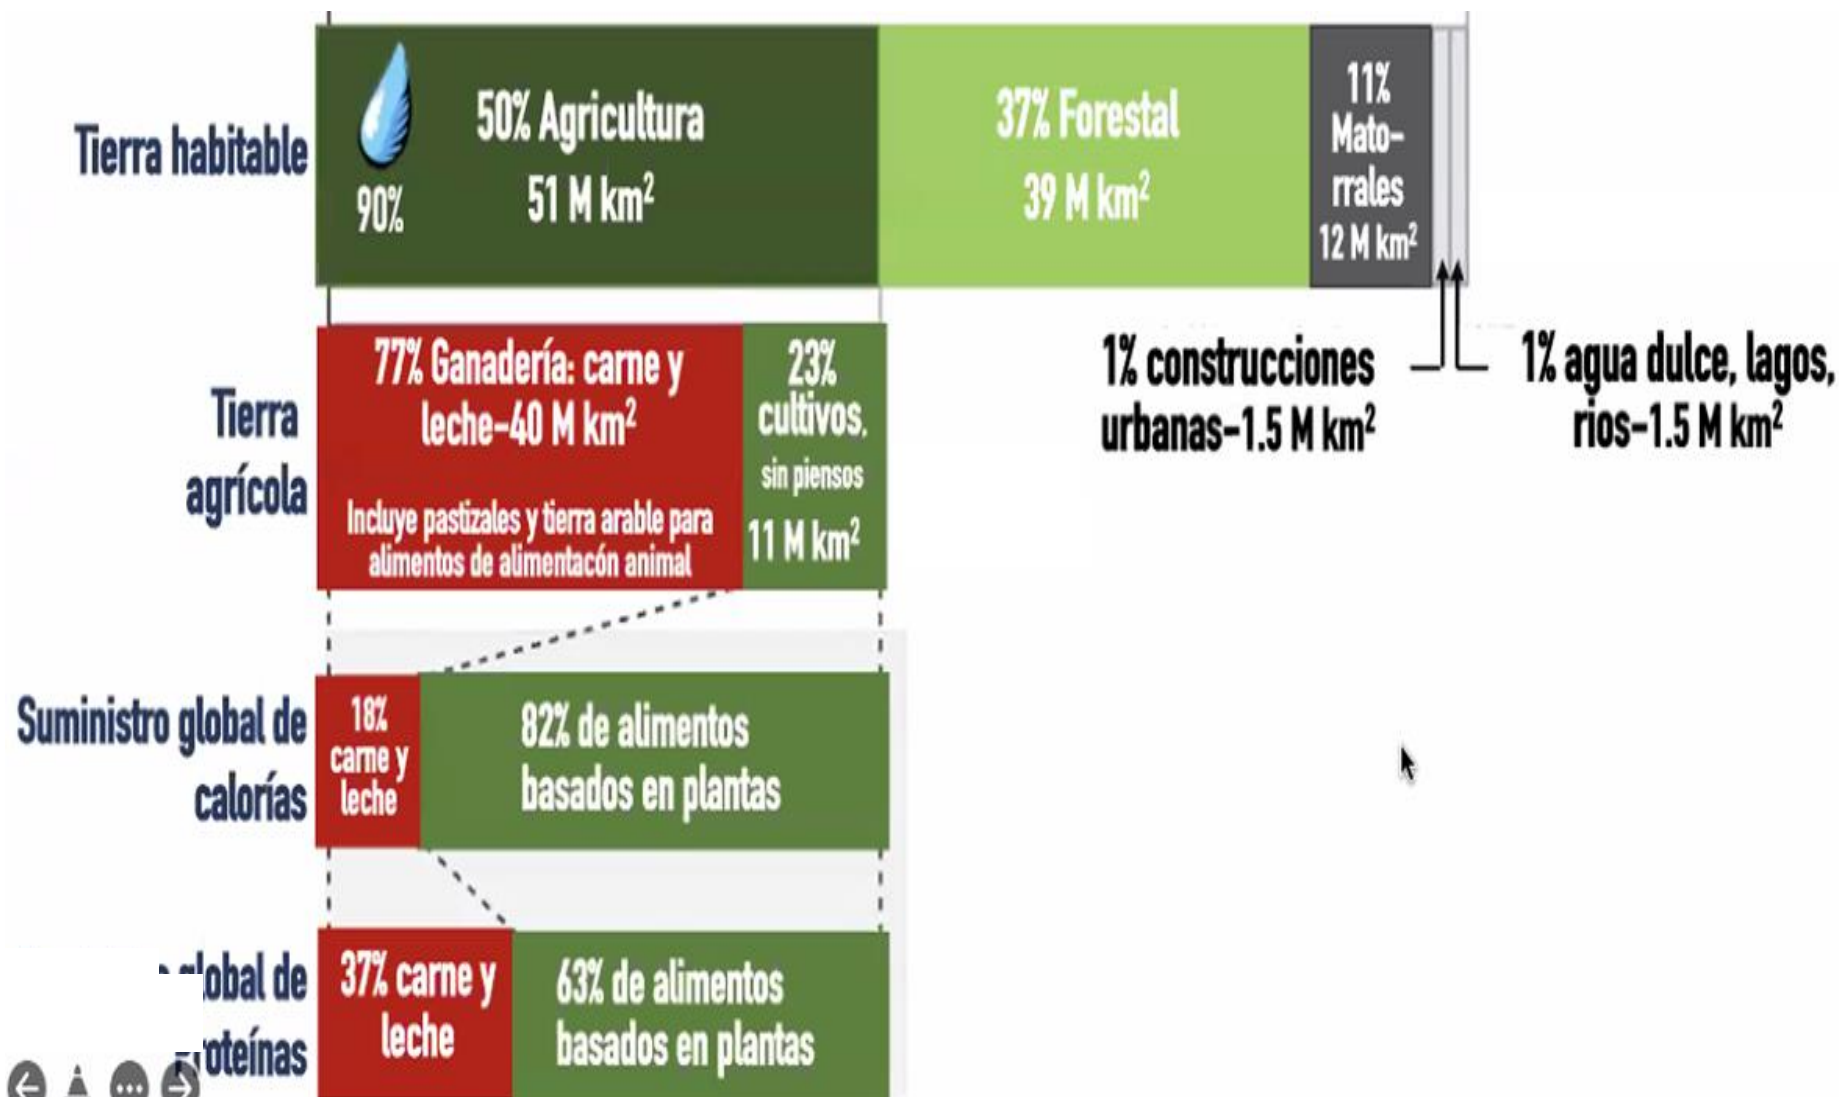 Tierra habitable
90%
50% Agricultura
51 M km²
37% Forestal
39 M km²
11%
Mato-
rrales
12 M km²
1% construcciones
urbanas-1.5 M km²
1% agua dulce, lagos,
rios-1.5 M km²
Tierra
agrícola
77% Ganadería: carne y
leche-40 M km²
Incluye pastizales y tierra arable para
alimentos de alimentacón animal
23%
cultivos,
sin piensos
11 M km²
Suministro global de
calorías
18%
carne y
leche
82% de alimentos
basados en plantas
global de
proteínas
37% carne y
leche
63% de alimentos
basados en plantas